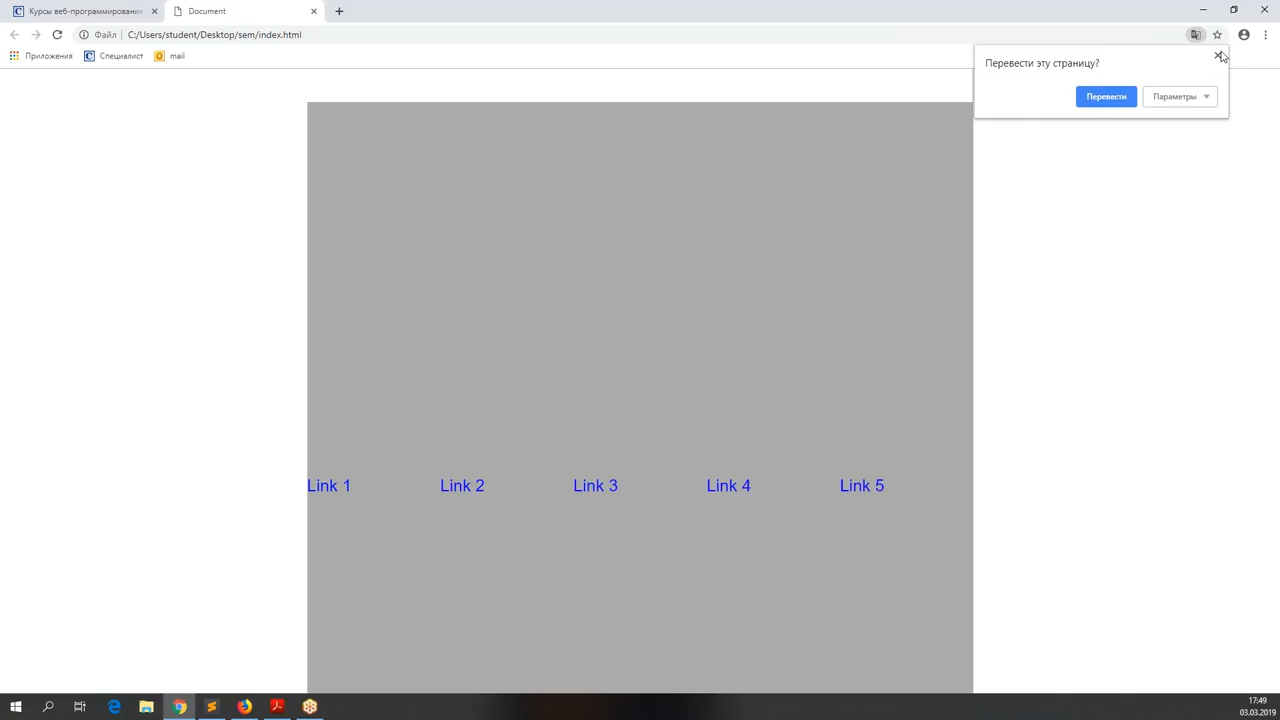 Курсы веб-программирования
Document
Файл
C:/Users/student/Desktop/sem/index.html
Приложения
Специалист
mail
Перевести эту страницу?
Перевести
Параметры
Link 1
Link 2
Link 3
Link 4
Link 5
17:49
03.03.2019